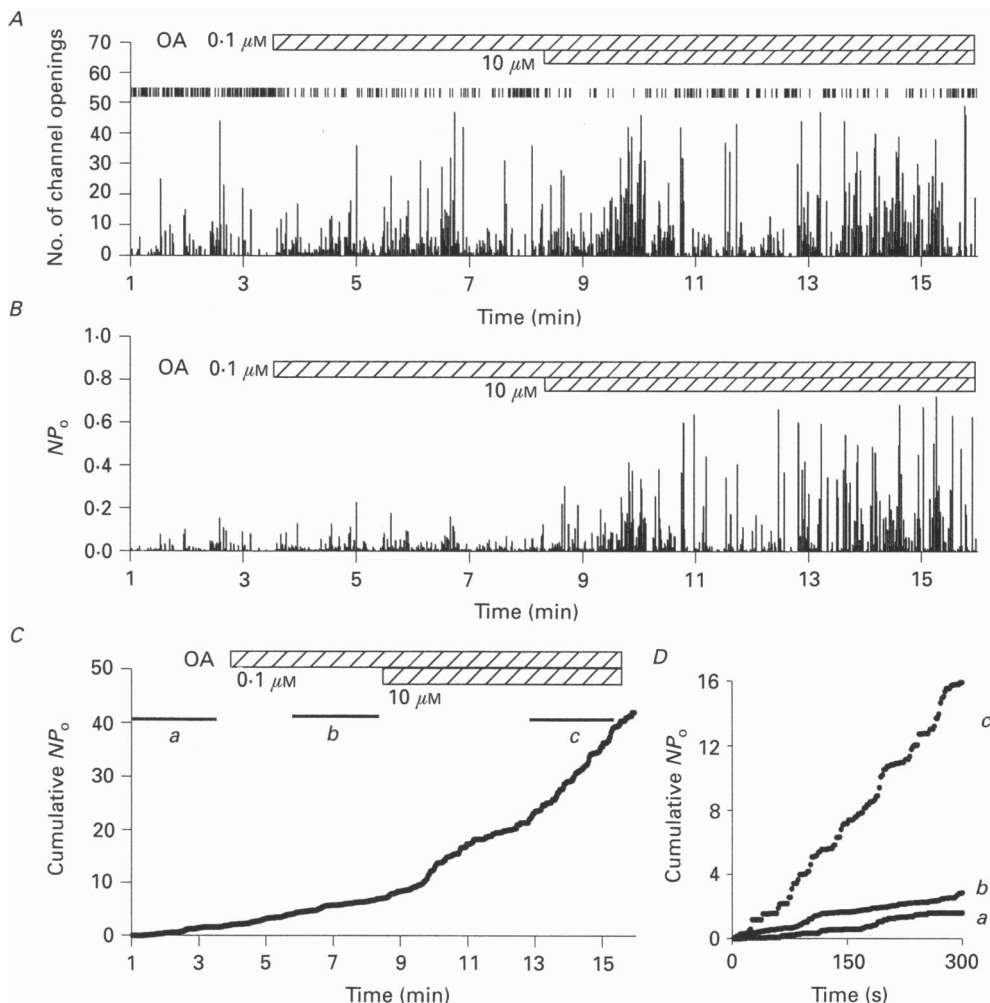 A
OA 0·1 μM
10 μM
No. of channel openings
70
60
50
40
30
20
10
0
1 3 5 7 9 11 13 15
Time (min)
B
OA 0·1 μM
10 μM
NPo
1·0
0·8
0·6
0·4
0·2
0·0
1 3 5 7 9 11 13 15
Time (min)
C
OA
0·1 μM
10 μM
a b c
Cumulative NPo
50
40
30
20
10
0
1 3 5 7 9 11 13 15
Time (min)
D
Cumulative NPo
16
12
8
4
0
c
b
a
0 150 300
Time (s)